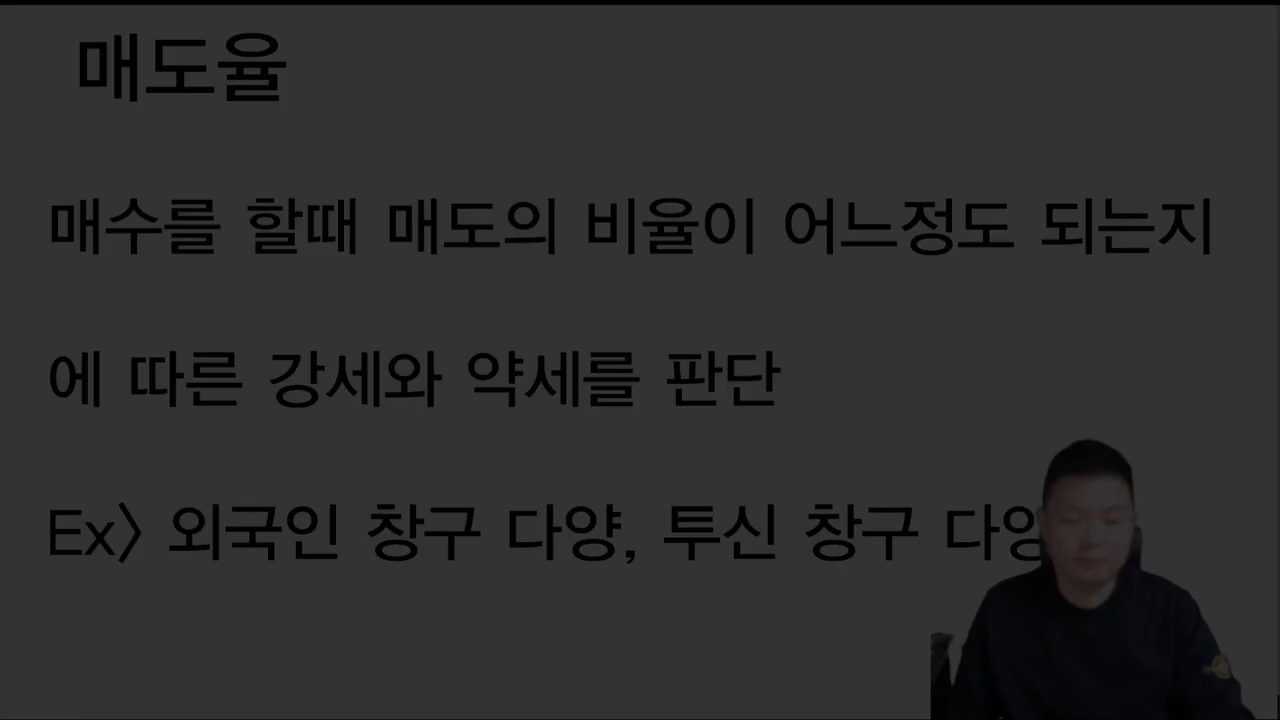 매도율
매수를 할때 매도의 비율이 어느정도 되는지
에 따른 강세와 약세를 판단
Ex> 외국인 창구 다양, 투신 창구 다양